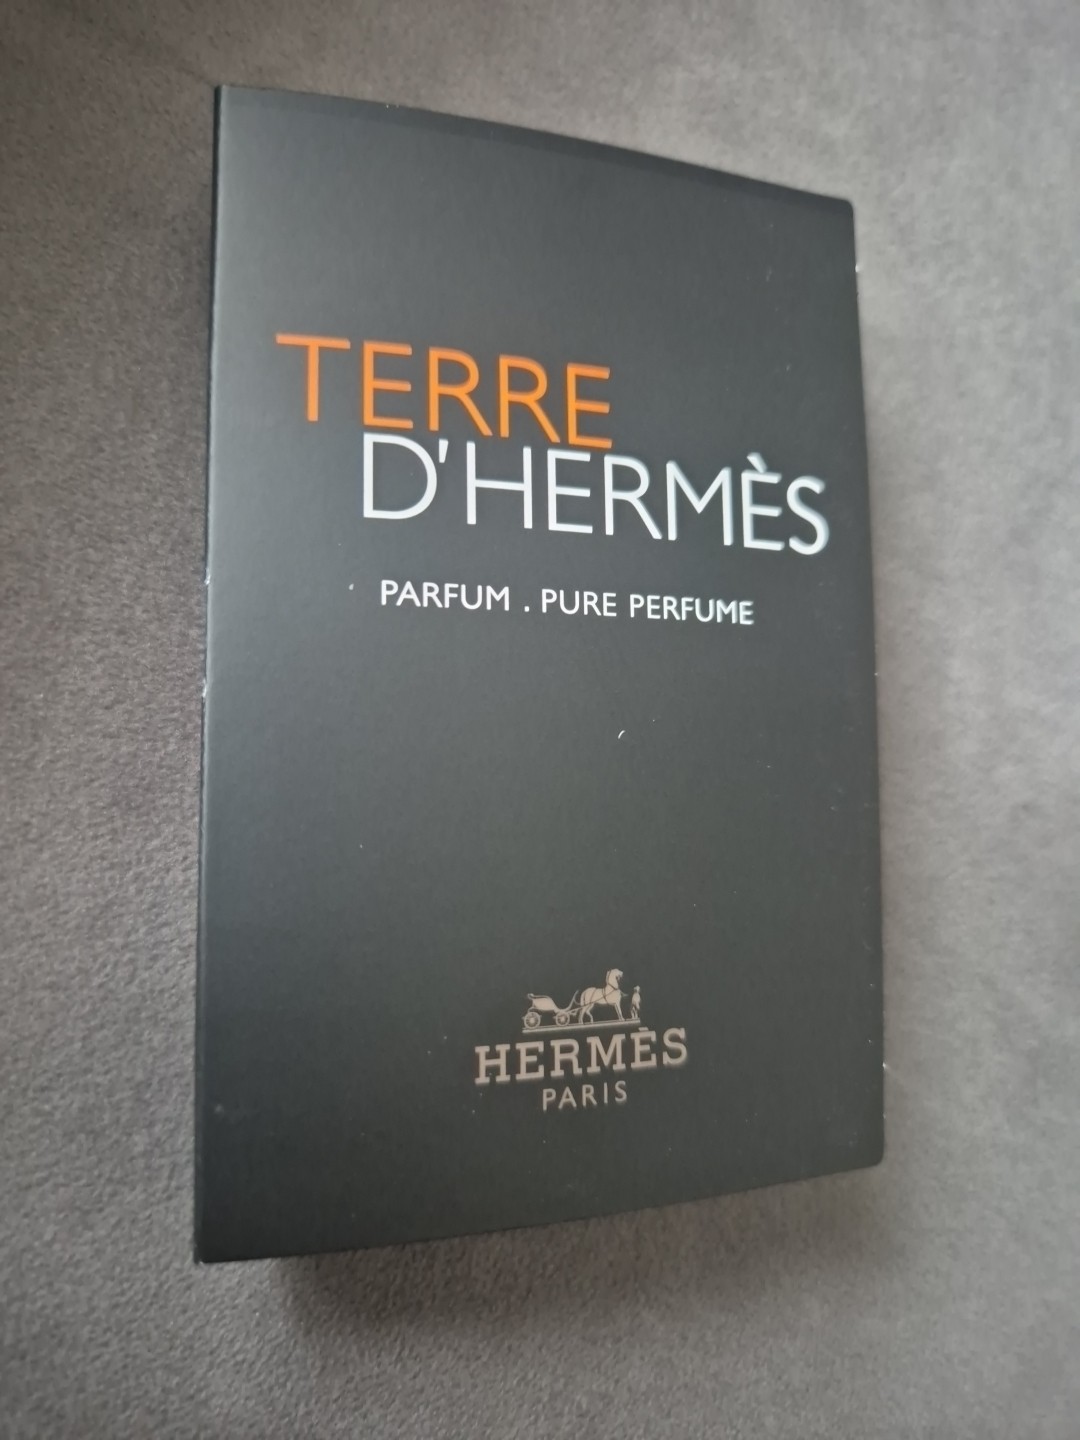 TERRE
D'HERMÈS
PARFUM . PURE PERFUME
HERMÈS
PARIS